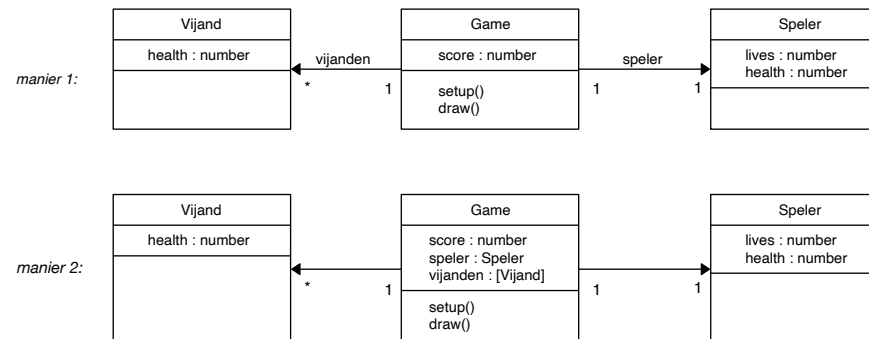 manier 1:
Vijand
health : number
vijanden
*
1
Game
score : number
setup()
draw()
speler
1
1
Speler
lives : number
health : number
manier 2:
Vijand
health : number
*
1
Game
score : number
speler : Speler
vijanden : [Vijand]
setup()
draw()
1
1
Speler
lives : number
health : number